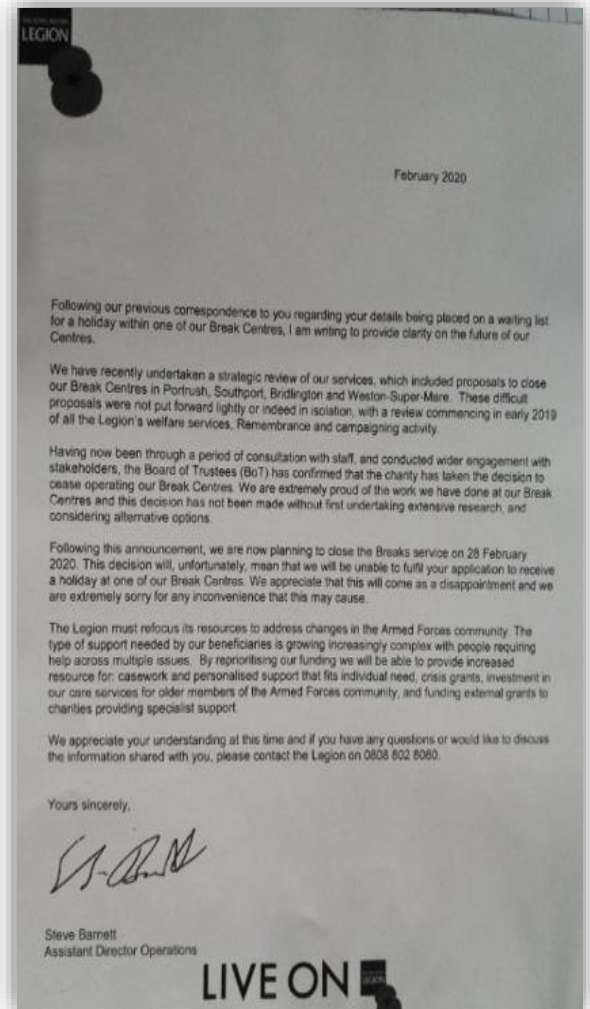 LEGION
February 2020
Following our previous correspondence to you regarding your details being placed on a waiting list
for a holiday within one of our Break Centres, I am writing to provide clarity on the future of our
Centres.
We have recently undertaken a strategic review of our services, which included proposals to close
our Break Centres in Portrush, Southport, Bridlington and Weston-Super-Mare. These difficult
proposals were not put forward lightly or indeed in isolation, with a review commencing in early 2019
of all the Legion's welfare services, Remembrance and campaigning activity.
Having now been through a period of consultation with staff, and conducted wider engagement with
stakeholders, the Board of Trustees (BoT) has confirmed that the charity has taken the decision to
cease operating our Break Centres. We are extremely proud of the work we have done at our Break
Centres and this decision has not been made without first undertaking extensive research, and
considering alternative options.
Following this announcement, we are now planning to close the Breaks service on 28 February
2020. This decision will, unfortunately, mean that we will be unable to fulfil your application to receive
a holiday at one of our Break Centres. We appreciate that this will come as a disappointment and we
are extremely sorry for any inconvenience that this may cause.
The Legion must refocus its resources to address changes in the Armed Forces community. The
type of support needed by our beneficiaries is growing increasingly complex with people requiring
help across multiple issues. By reprioritising our funding we will be able to provide increased
resource for: casework and personalised support that fits individual need, crisis grants, investment in
our care services for older members of the Armed Forces community, and funding external grants to
charities providing specialist support.
We appreciate your understanding at this time and if you have any questions or would like to discuss
the information shared with you, please contact the Legion on 0808 802 8080.
Yours sincerely,
Steve Barnett
Assistant Director Operations
LIVE ON
LEGION